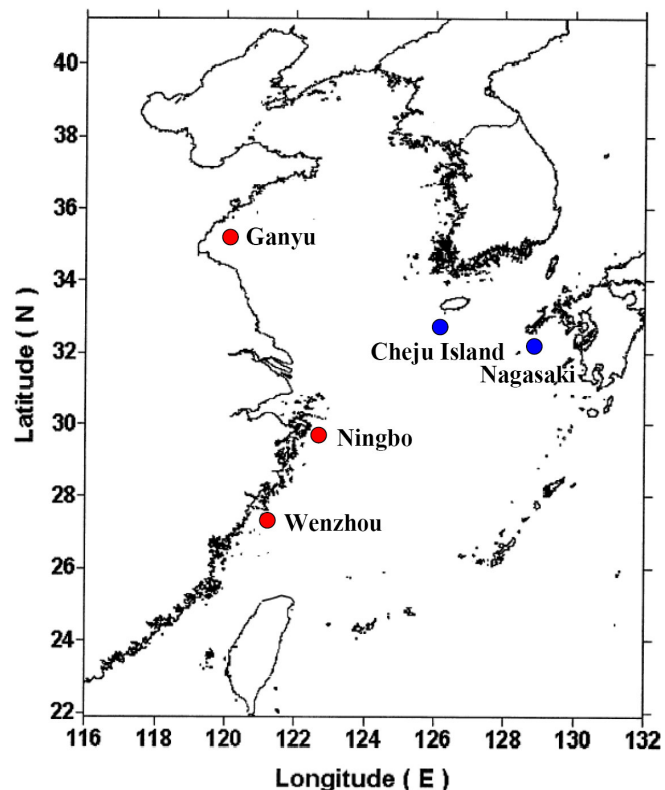 40
38
36
Ganyu
34
Cheju Island
32
Nagasaki
30
Ningbo
28
Wenzhou
26
24
22
116 118 120 122 124 126 128 130 132
Latitude ( N )
Longitude ( E )